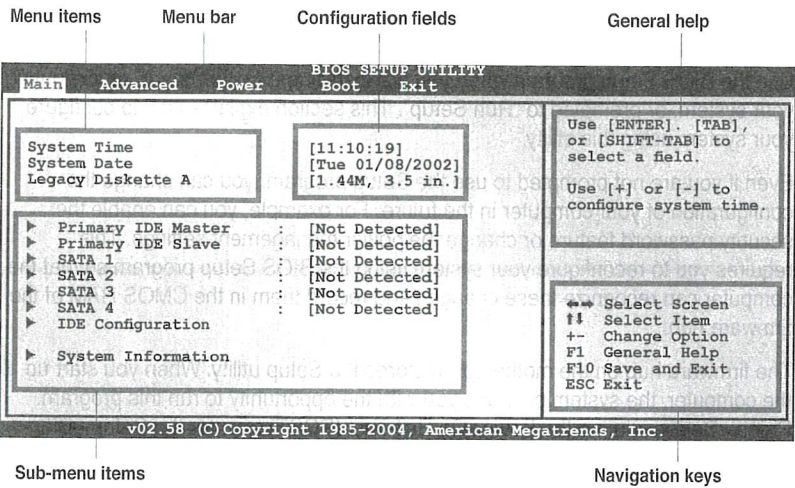 Menu items Menu bar Configuration fields General help
BIOS SETUP UTILITY
Main Advanced Power Boot Exit
System Time [11:10:19]
System Date [Tue 01/08/2002]
Legacy Diskette A [1.44M, 3.5 in.]
Use [ENTER]. [TAB],
or [SHIFT-TAB] to
select a field.
Use [+] or [-] to
configure system time.
Primary IDE Master : [Not Detected]
Primary IDE Slave : [Not Detected]
SATA 1 : [Not Detected]
SATA 2 : [Not Detected]
SATA 3 : [Not Detected]
SATA 4 : [Not Detected]
IDE Configuration
System Information
Select Screen
Select Item
+- Change Option
F1 General Help
F10 Save and Exit
ESC Exit
v02.58 (C)Copyright 1985-2004, American Megatrends, Inc.
Sub-menu items Navigation keys